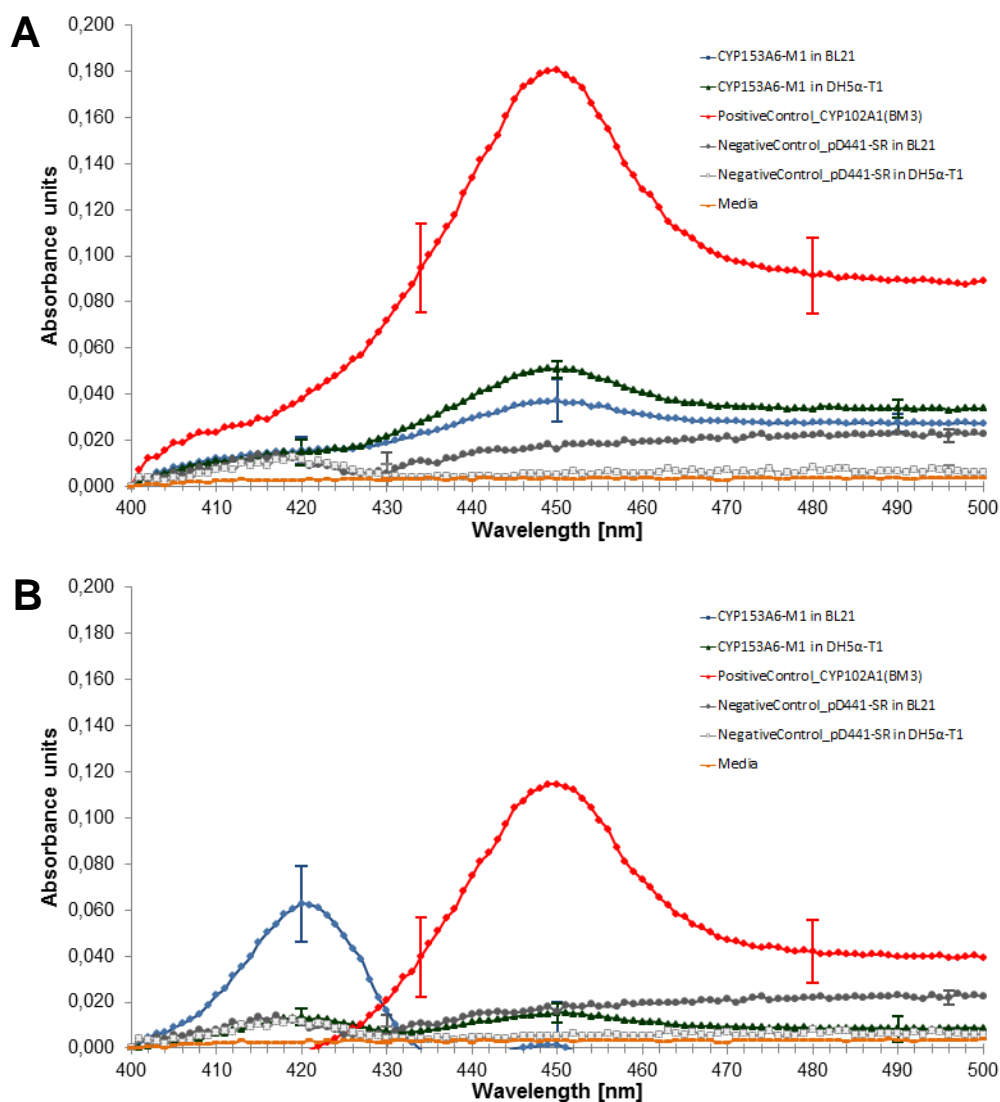 A
0,200
0,180
0,160
0,140
0,120
0,100
0,080
0,060
0,040
0,020
0,000
Absorbance units
CYP153A6-M1 in BL21
CYP153A6-M1 in DH5α-T1
PositiveControl_CYP102A1(BM3)
NegativeControl_pD441-SR in BL21
NegativeControl_pD441-SR in DH5α-T1
Media
400 410 420 430 440 450 460 470 480 490 500
Wavelength [nm]
B
0,200
0,180
0,160
0,140
0,120
0,100
0,080
0,060
0,040
0,020
0,000
Absorbance units
CYP153A6-M1 in BL21
CYP153A6-M1 in DH5α-T1
PositiveControl_CYP102A1(BM3)
NegativeControl_pD441-SR in BL21
NegativeControl_pD441-SR in DH5α-T1
Media
400 410 420 430 440 450 460 470 480 490 500
Wavelength [nm]